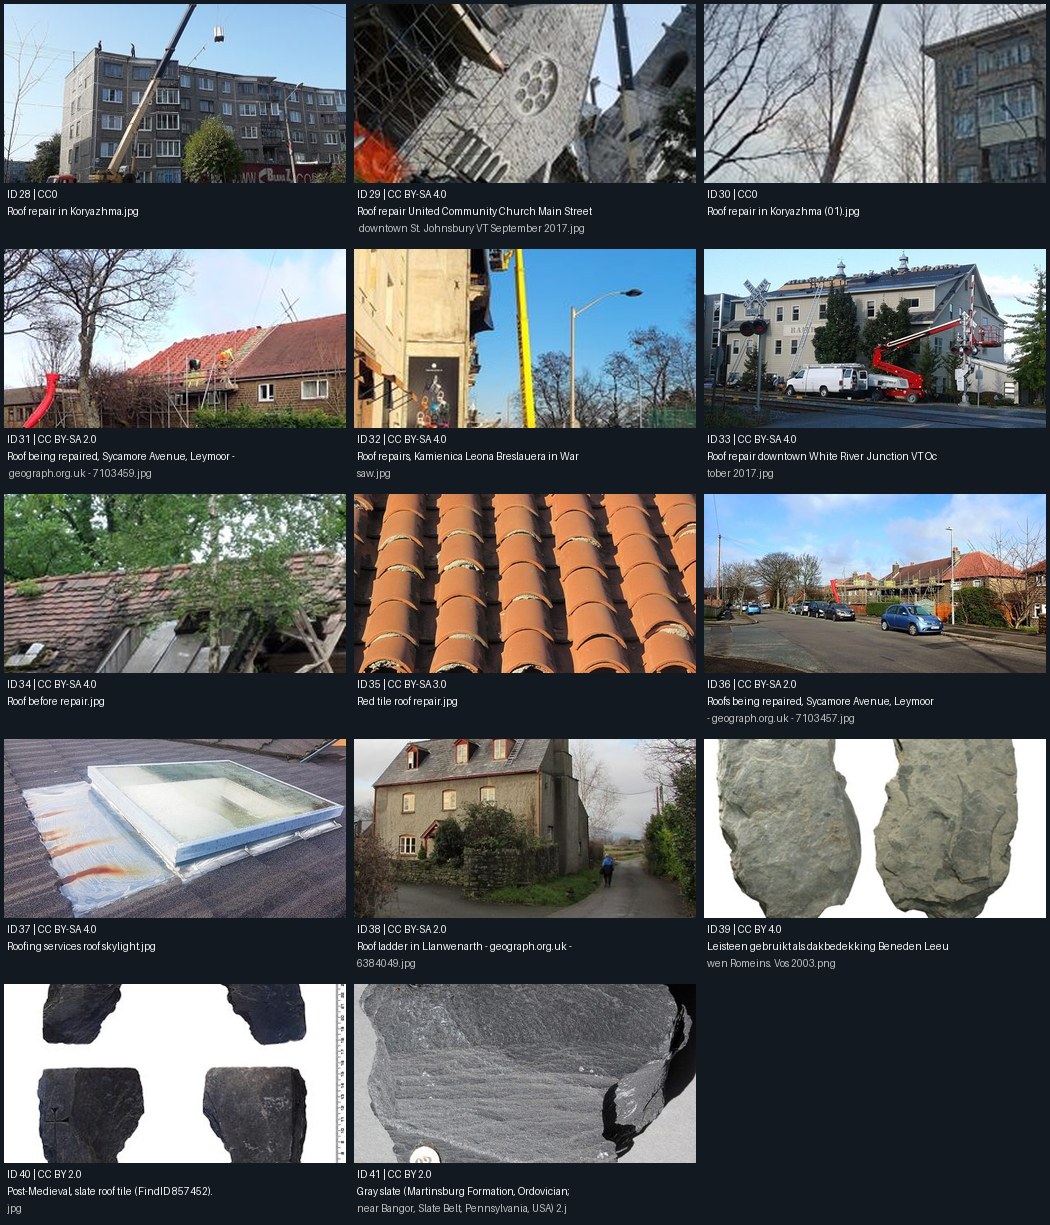 ID 28 | CC0
Roof repair in Koryazhma.jpg
ID 29 | CC BY-SA 4.0
Roof repair United Community Church Main Street
downtown St. Johnsbury VT September 2017.jpg
ID 30 | CC0
Roof repair in Koryazhma (01).jpg
ID 31 | CC BY-SA 2.0
Roof being repaired, Sycamore Avenue, Leymoor -
geograph.org.uk - 7103459.jpg
ID 32 | CC BY-SA 4.0
Roof repairs, Kamienica Leona Breslauera in War
saw.jpg
ID 33 | CC BY-SA 4.0
Roof repair downtown White River Junction VT Oc
tober 2017.jpg
ID 34 | CC BY-SA 4.0
Roof before repair.jpg
ID 35 | CC BY-SA 3.0
Red tile roof repair.jpg
ID 36 | CC BY-SA 2.0
Roofs being repaired, Sycamore Avenue, Leymoor
- geograph.org.uk - 7103457.jpg
ID 37 | CC BY-SA 4.0
Roofing services roof skylight.jpg
ID 38 | CC BY-SA 2.0
Roof ladder in Llanwenarth - geograph.org.uk -
6384049.jpg
ID 39 | CC BY 4.0
Leisteen gebruikt als dakbedekking Beneden Leeu
wen Romeins. Vos 2003.png
ID 40 | CC BY 2.0
Post-Medieval, slate roof tile (FindID 857452).
jpg
ID 41 | CC BY 2.0
Gray slate (Martinsburg Formation, Ordovician;
near Bangor, Slate Belt, Pennsylvania, USA) 2.j